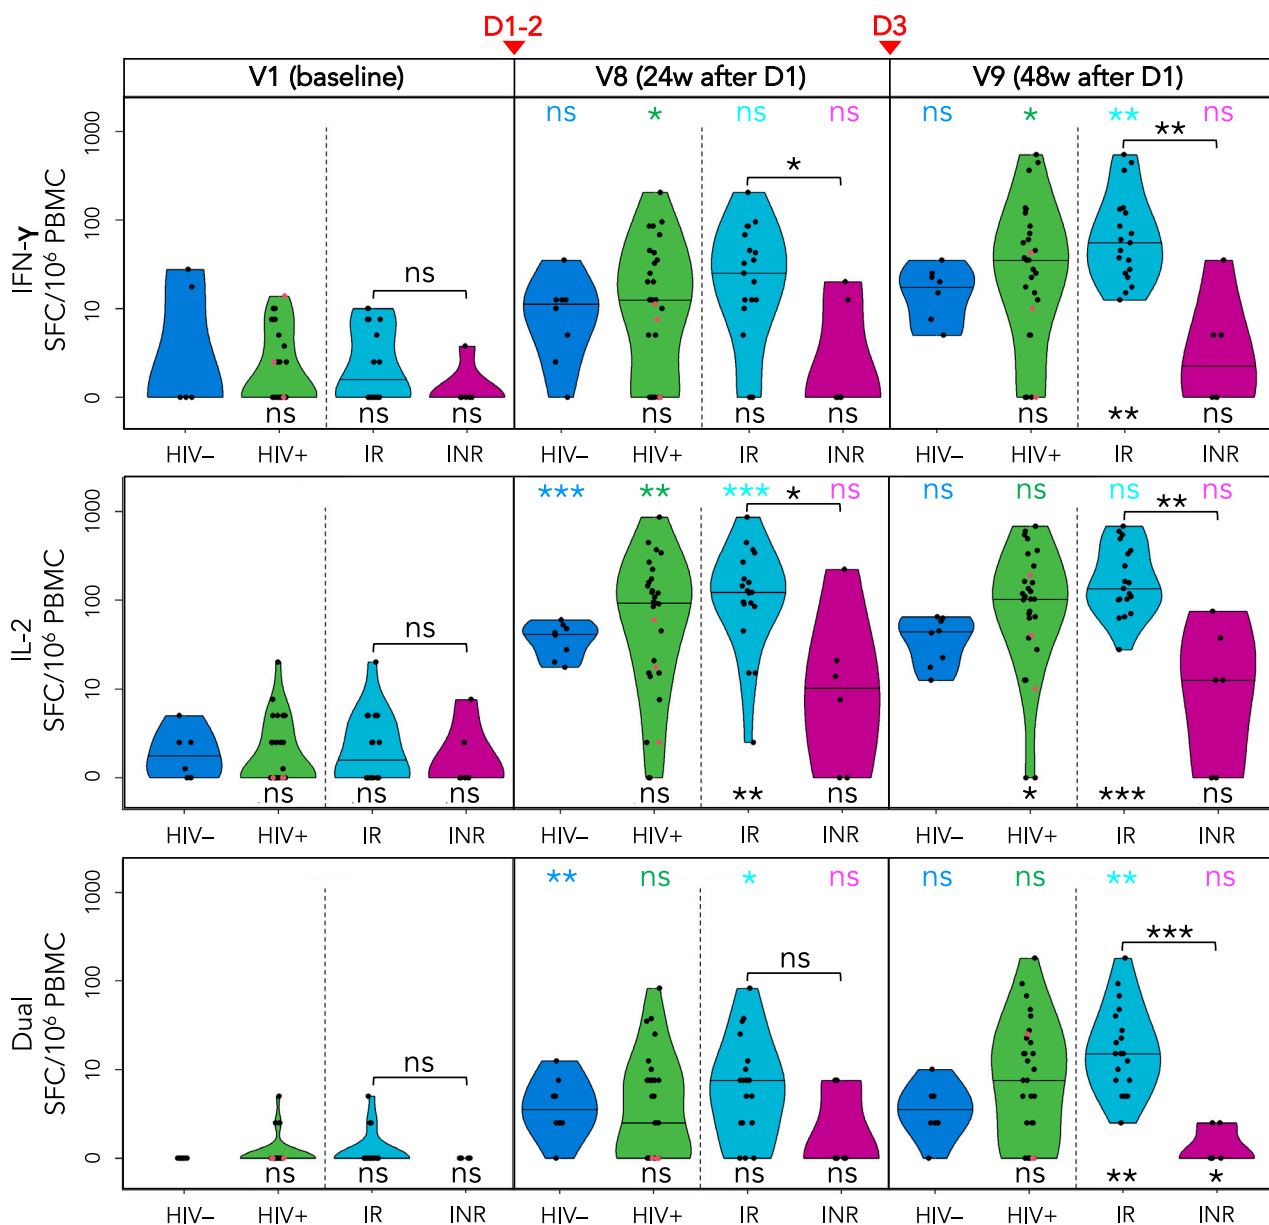 D1-2 D3
V1 (baseline) V8 (24w after D1) V9 (48w after D1)
ns * ns ns ns * ** ns
IFN-γ
SFC/10⁶ PBMC
1000
100
10
0
ns * **
ns ns ns ns ns ns ns ** ns
HIV– HIV+ IR INR HIV– HIV+ IR INR HIV– HIV+ IR INR
*** ** *** ns ns ns ns ns
IL-2
SFC/10⁶ PBMC
1000
100
10
0
ns * **
ns ns ns ns ** ns * *** ns
HIV– HIV+ IR INR HIV– HIV+ IR INR HIV– HIV+ IR INR
** ns * ns ns ns ** ns
Dual
SFC/10⁶ PBMC
1000
100
10
0
ns ns ***
ns ns ns ns ns ns ns ** *
HIV– HIV+ IR INR HIV– HIV+ IR INR HIV– HIV+ IR INR